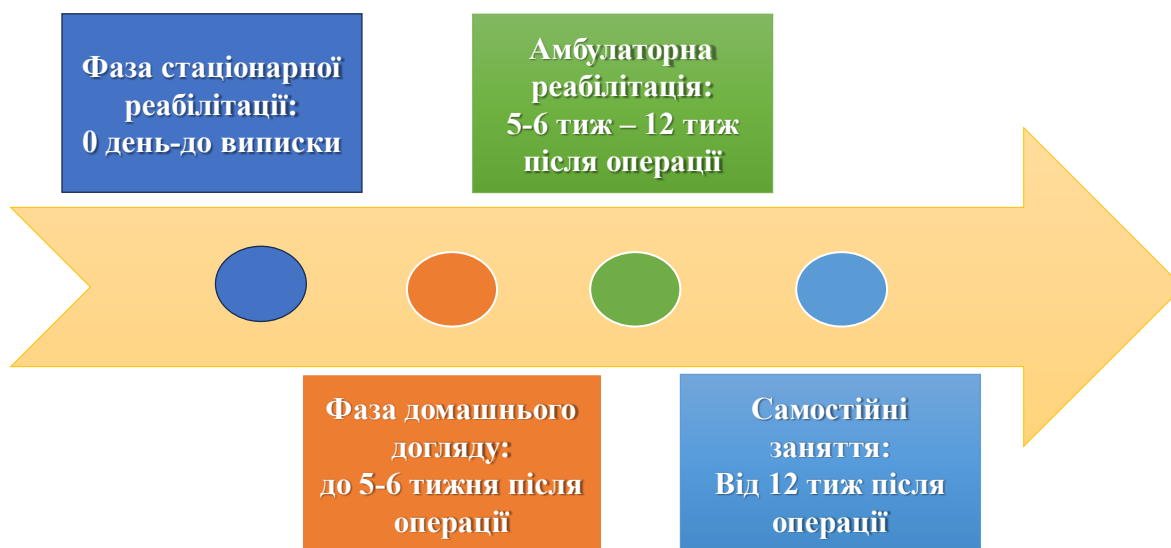 Фаза стаціонарної
реабілітації:
0 день-до виписки
Амбулаторна
реабілітація:
5-6 тиж – 12 тиж
після операції
Фаза домашнього
догляду:
до 5-6 тижня після
операції
Самостійні
заняття:
Від 12 тиж після
операції